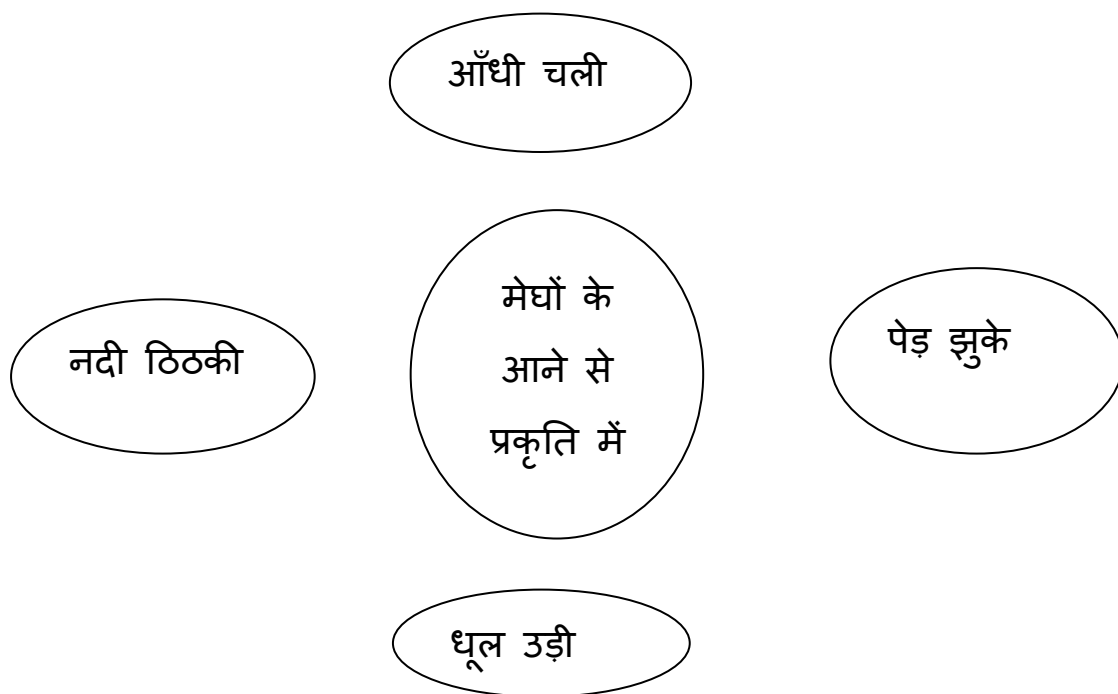 आँधी चली
मेघों के
आने से
प्रकृति में
नदी ठिठकी
पेड़ झुके
धूल उड़ी